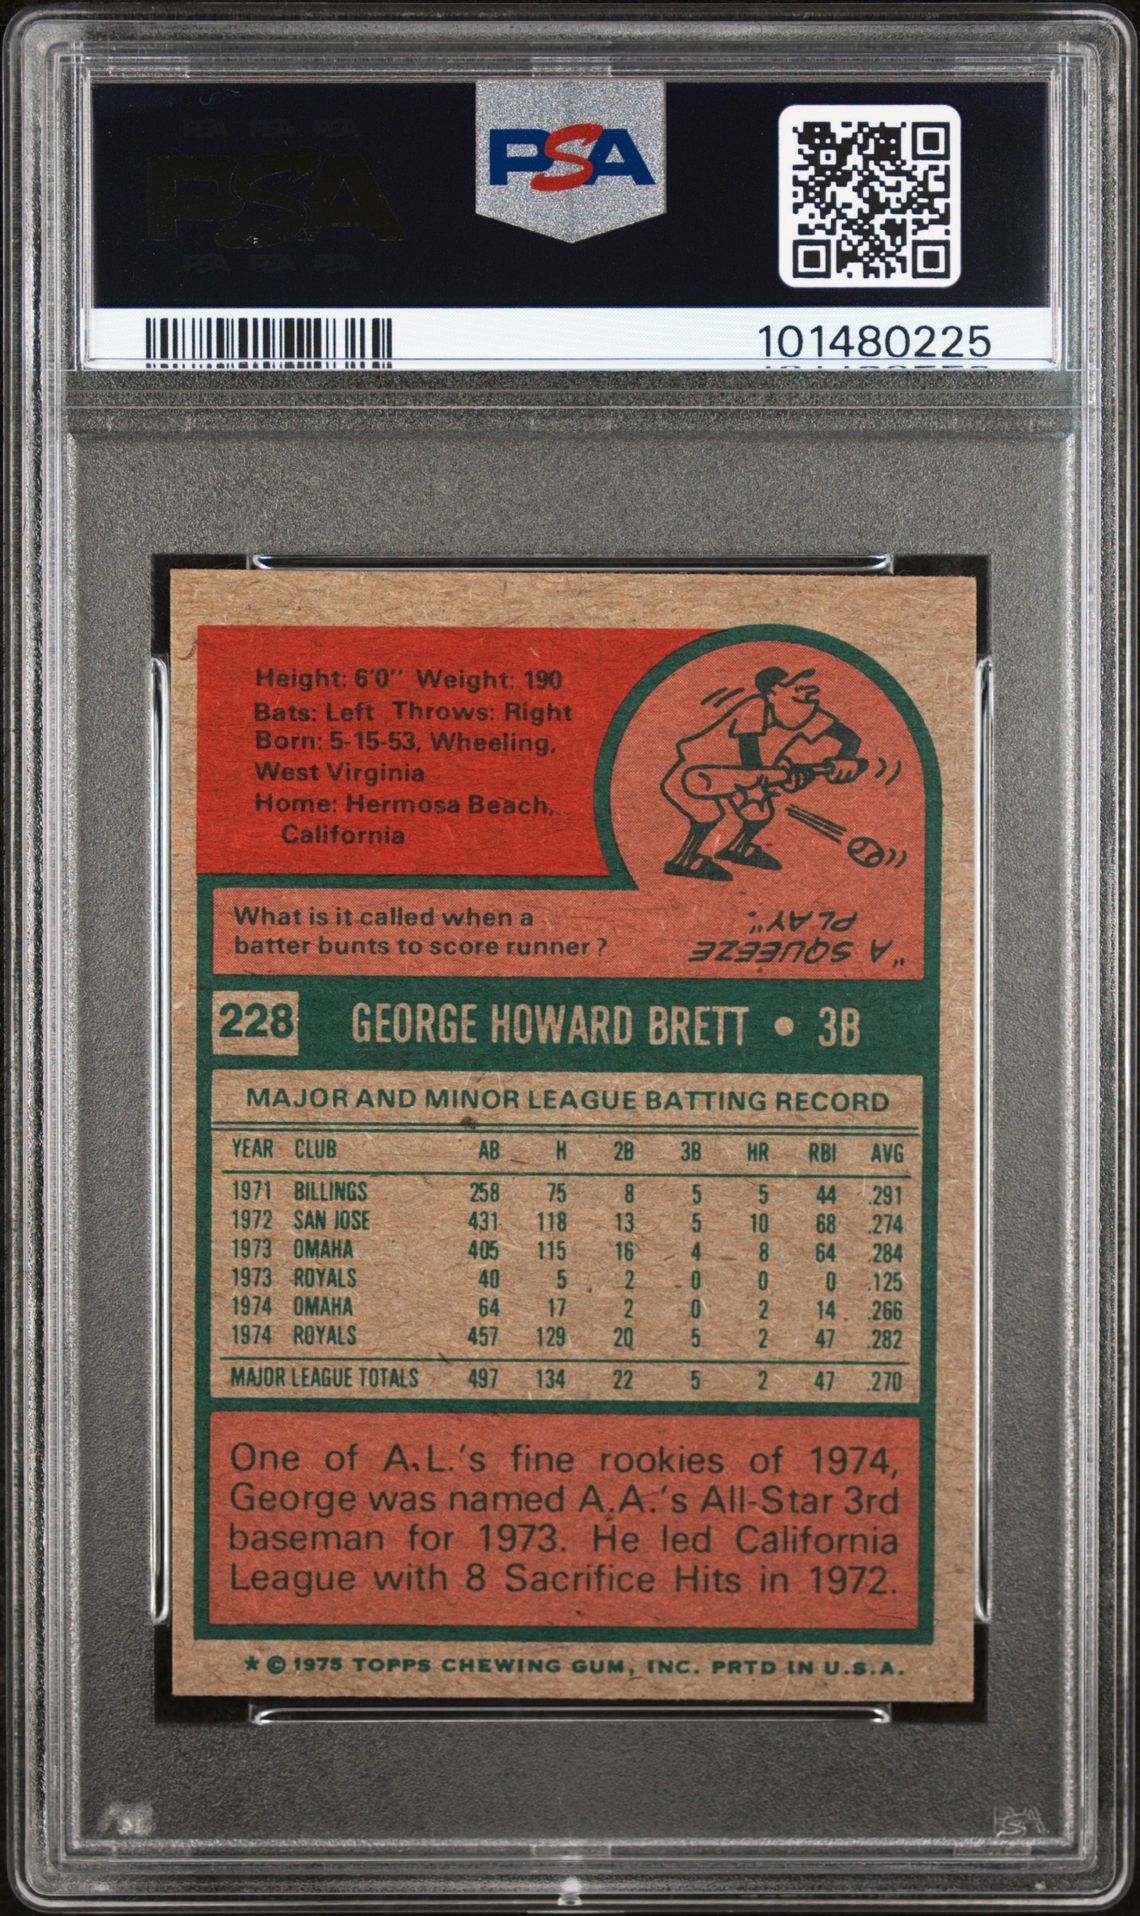 PSA
PSA
101480225
Height: 6'0" Weight: 190
Bats: Left Throws: Right
Born: 5-15-53, Wheeling,
West Virginia
Home: Hermosa Beach,
California
What is it called when a
batter bunts to score runner?
"A SQUEEZE
PLAY".
228 GEORGE HOWARD BRETT • 3B
MAJOR AND MINOR LEAGUE BATTING RECORD
YEAR CLUB AB H 2B 3B HR RBI AVG
1971 BILLINGS 258 75 8 5 5 44 .291
1972 SAN JOSE 431 118 13 5 10 68 .274
1973 OMAHA 405 115 16 4 8 64 .284
1973 ROYALS 40 5 2 0 0 0 .125
1974 OMAHA 64 17 2 0 2 14 .266
1974 ROYALS 457 129 20 5 2 47 .282
MAJOR LEAGUE TOTALS 497 134 22 5 2 47 .270
One of A.L.'s fine rookies of 1974,
George was named A.A.'s All-Star 3rd
baseman for 1973. He led California
League with 8 Sacrifice Hits in 1972.
* © 1975 TOPPS CHEWING GUM, INC. PRTD IN U.S.A.